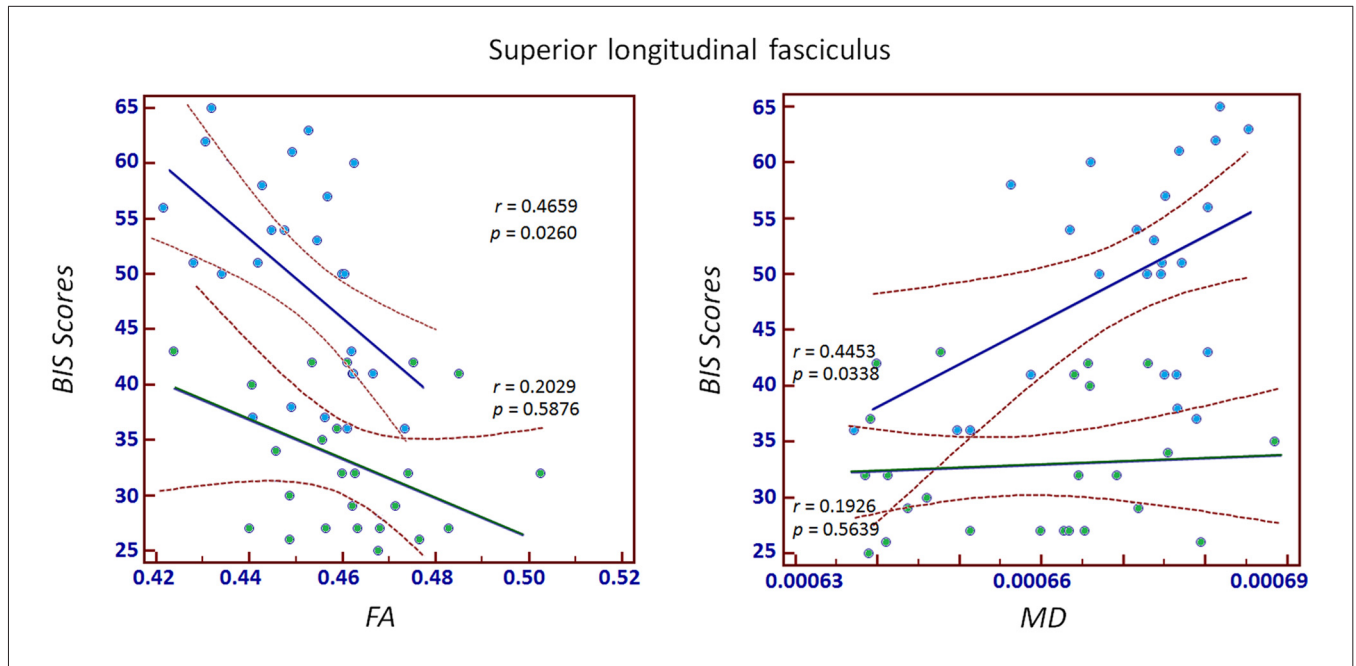 Superior longitudinal fasciculus
65
60
55
50
45
40
35
30
25
BIS Scores
r = 0.4659
p = 0.0260
r = 0.2029
p = 0.5876
0.42
0.44
0.46
0.48
0.50
0.52
FA
65
60
55
50
45
40
35
30
25
BIS Scores
r = 0.4453
p = 0.0338
r = 0.1926
p = 0.5639
0.00063
0.00066
0.00069
MD